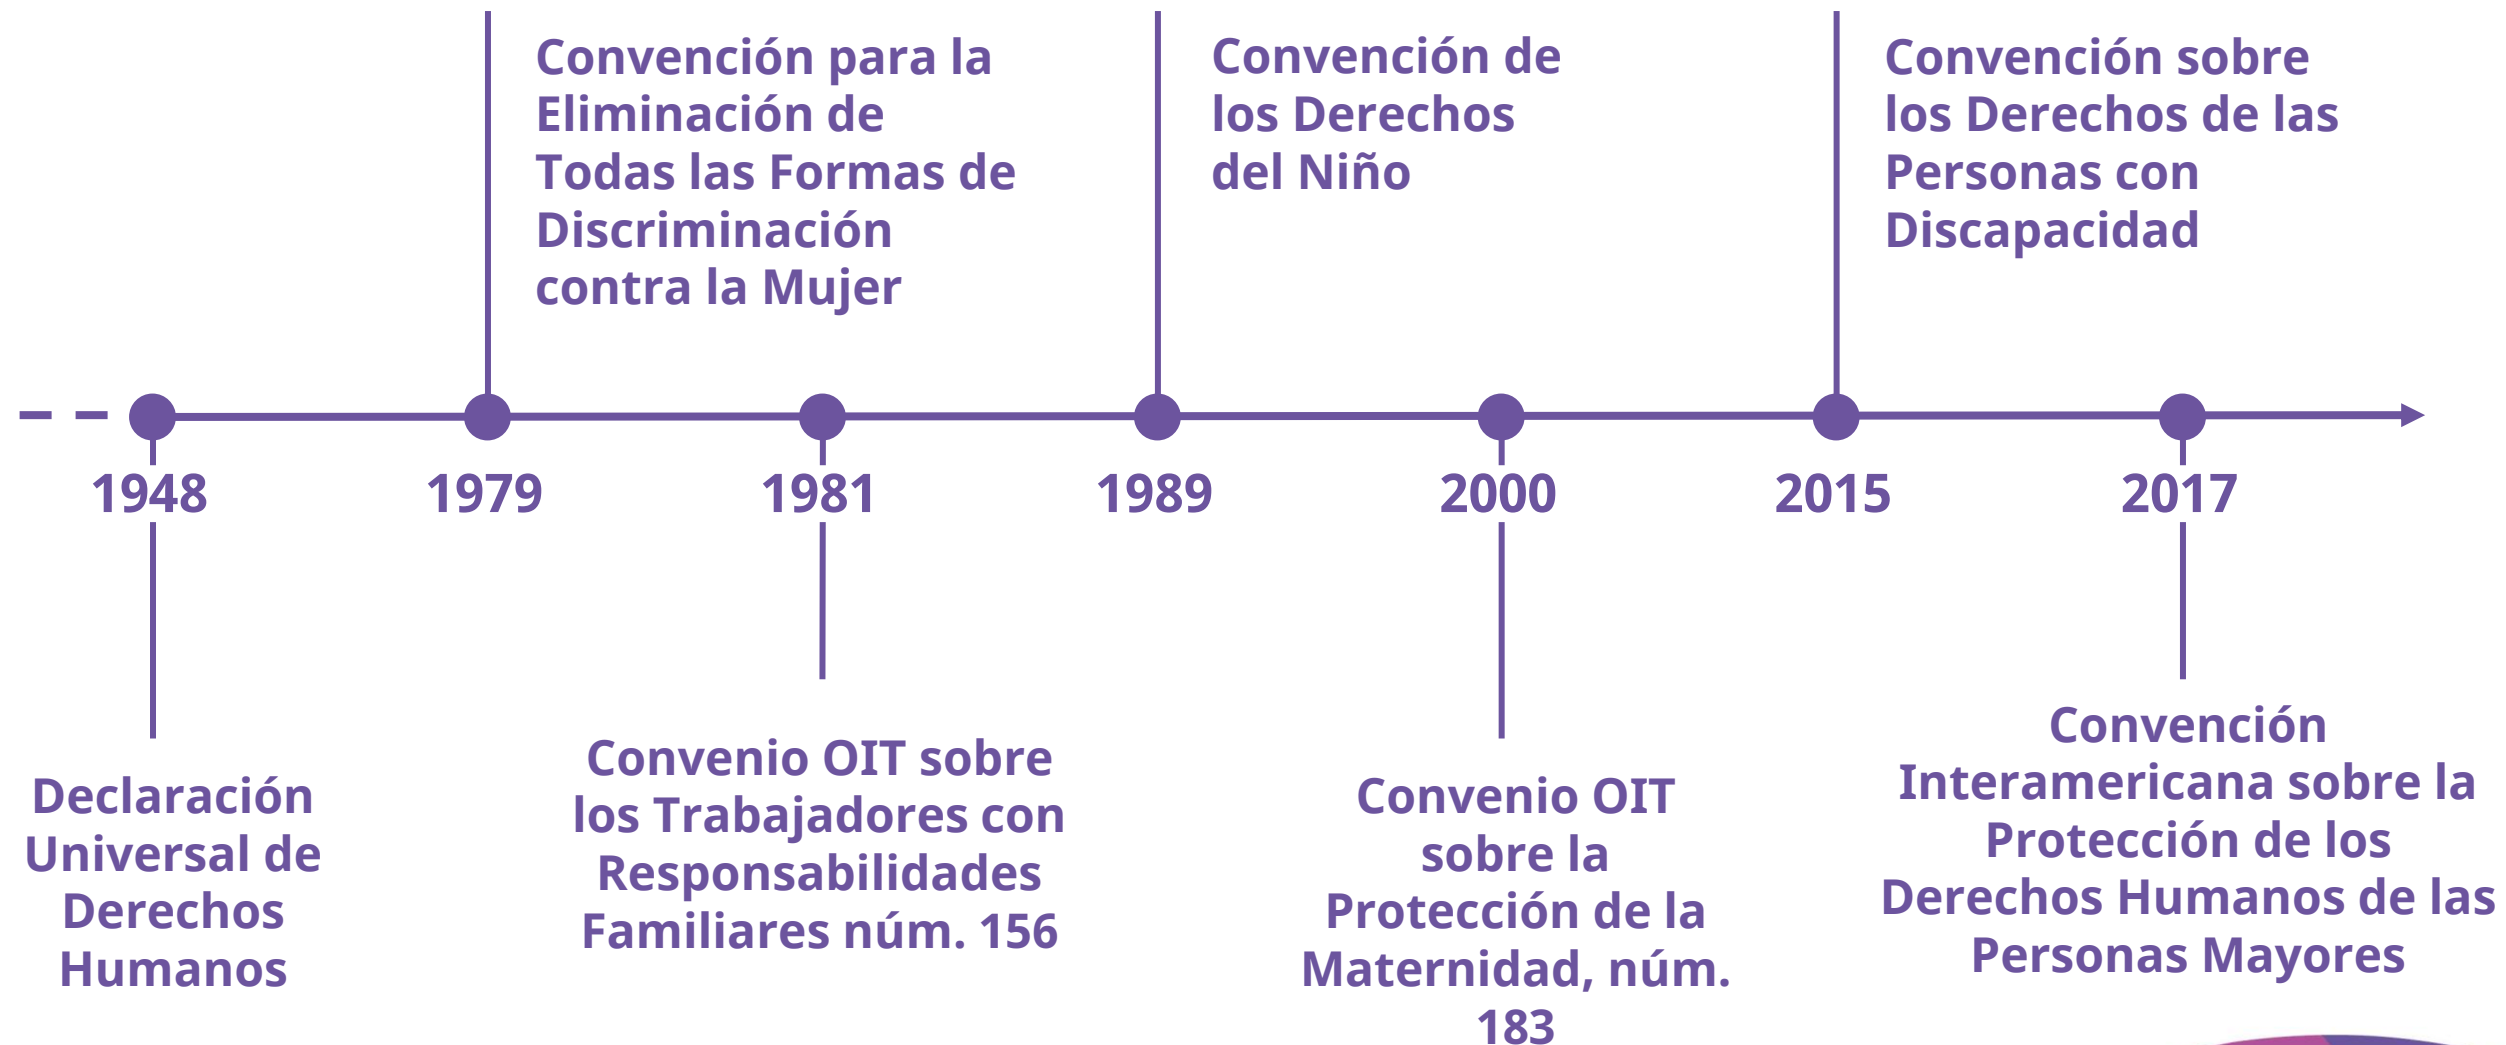 Convención para la
Eliminación de
Todas las Formas de
Discriminación
contra la Mujer
Convención de
los Derechos
del Niño
Convención sobre
los Derechos de las
Personas con
Discapacidad
1948
1979
1981
1989
2000
2015
2017
Declaración
Universal de
Derechos
Humanos
Convenio OIT sobre
los Trabajadores con
Responsabilidades
Familiares núm. 156
Convenio OIT
sobre la
Protección de la
Maternidad, núm.
183
Convención
Interamericana sobre la
Protección de los
Derechos Humanos de las
Personas Mayores